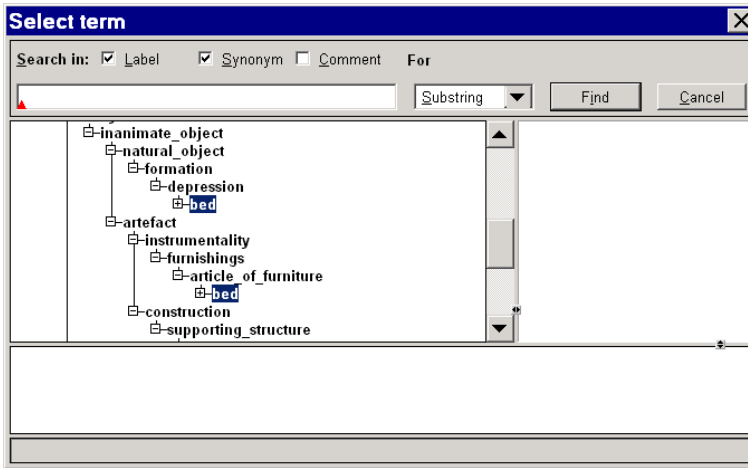 Select term
Search in: Label Synonym Comment For
Substring Find Cancel
inanimate_object
natural_object
formation
depression
bed
artefact
instrumentality
furnishings
article_of_furniture
bed
construction
supporting_structure